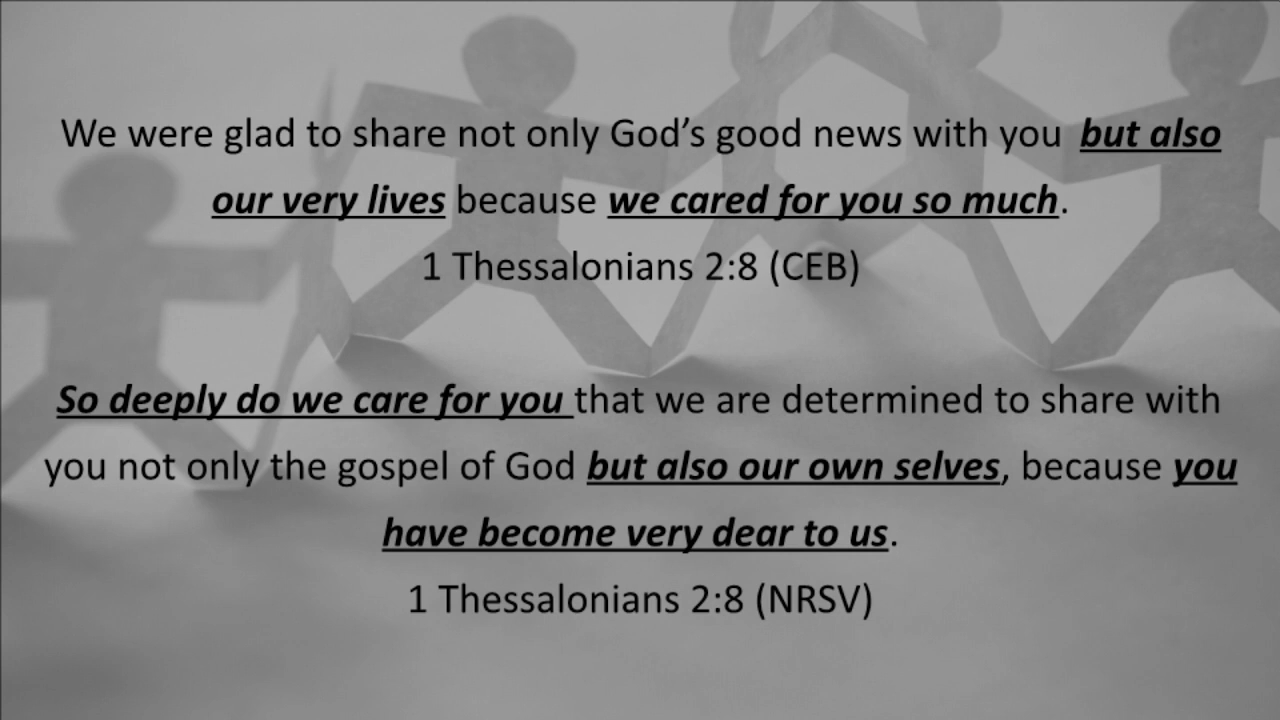 We were glad to share not only God’s good news with you but also
our very lives because we cared for you so much.
1 Thessalonians 2:8 (CEB)
So deeply do we care for you that we are determined to share with
you not only the gospel of God but also our own selves, because you
have become very dear to us.
1 Thessalonians 2:8 (NRSV)